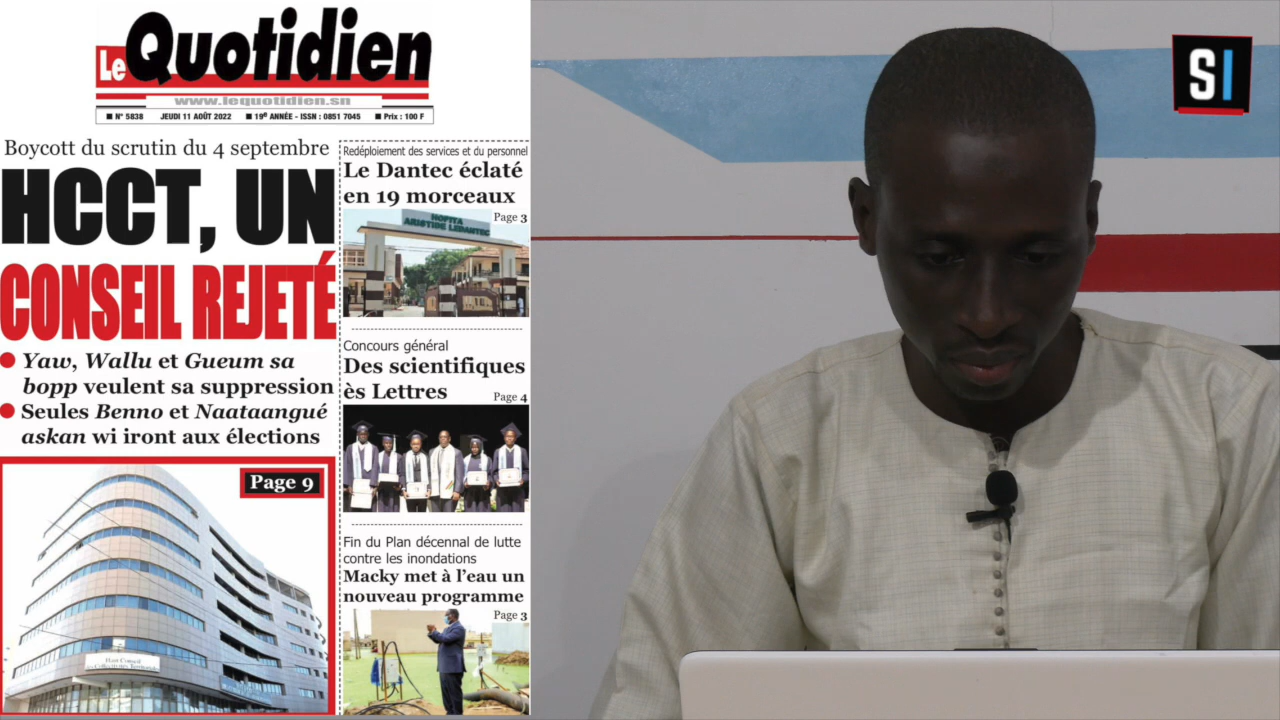 Le Quotidien
www.lequotidien.sn
N° 5838 JEUDI 11 AOÛT 2022 19e ANNÉE - ISSN : 0851 7045 Prix : 100 F
Boycott du scrutin du 4 septembre
HCCT, UN
CONSEIL REJETÉ
Yaw, Wallu et Gueum sa
bopp veulent sa suppression
Seules Benno et Naataangué
askan wi iront aux élections
Page 9
Haut Conseil
des Collectivités Territoriales
Redéploiement des services et du personnel
Le Dantec éclaté
en 19 morceaux
Page 3
HOPITA
ARISTIDE LEDANTEC
Concours général
Des scientifiques
ès Lettres
Page 4
Fin du Plan décennal de lutte
contre les inondations
Macky met à l'eau un
nouveau programme
Page 3
SI